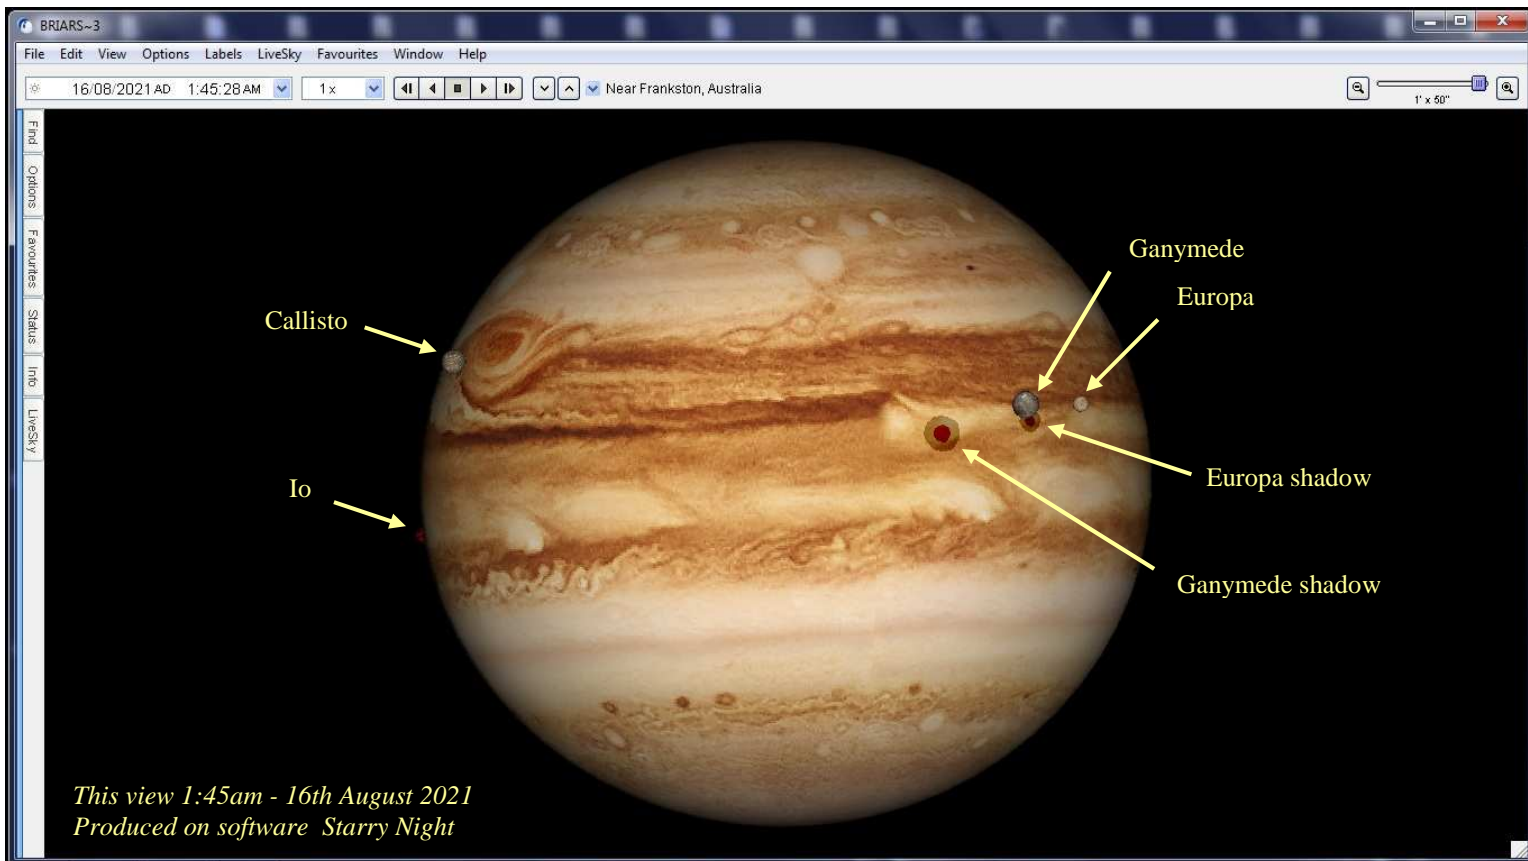 BRIARS~3
File Edit View Options Labels LiveSky Favourites Window Help
16/08/2021 AD 1:45:28 AM 1 x Near Frankston, Australia
1' x 50"
Find
Options
Favourites
Status
Info
LiveSky
Ganymede
Europa
Callisto
Europa shadow
Io
Ganymede shadow
This view 1:45am - 16th August 2021
Produced on software Starry Night